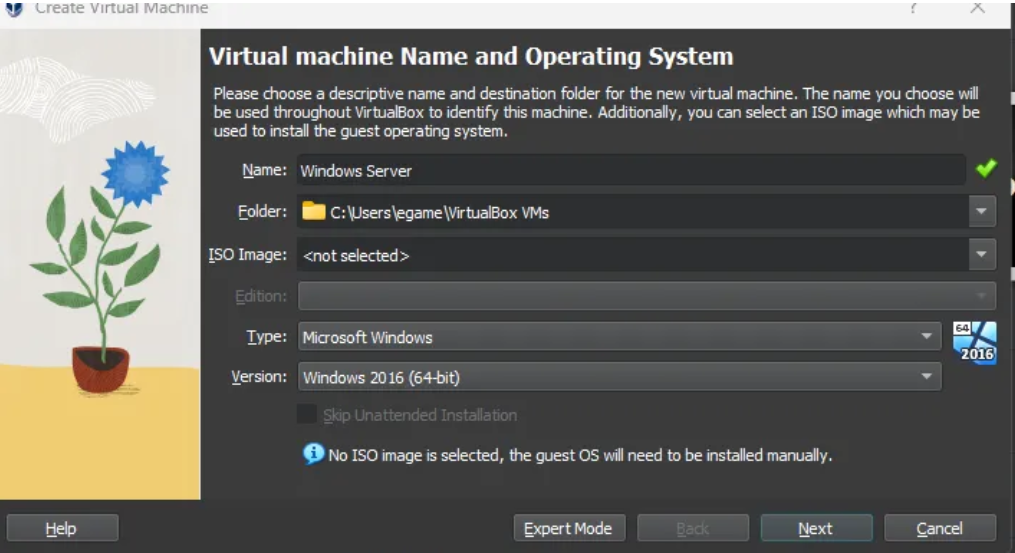 Create Virtual Machine
?
Virtual machine Name and Operating System
Please choose a descriptive name and destination folder for the new virtual machine. The name you choose will
be used throughout VirtualBox to identify this machine. Additionally, you can select an ISO image which may be
used to install the guest operating system.
Name: Windows Server
Folder: C:\Users\egame\VirtualBox VMs
ISO Image: <not selected>
Edition:
Type: Microsoft Windows
64
2016
Version: Windows 2016 (64-bit)
Skip Unattended Installation
No ISO image is selected, the guest OS will need to be installed manually.
Help Expert Mode Back Next Cancel